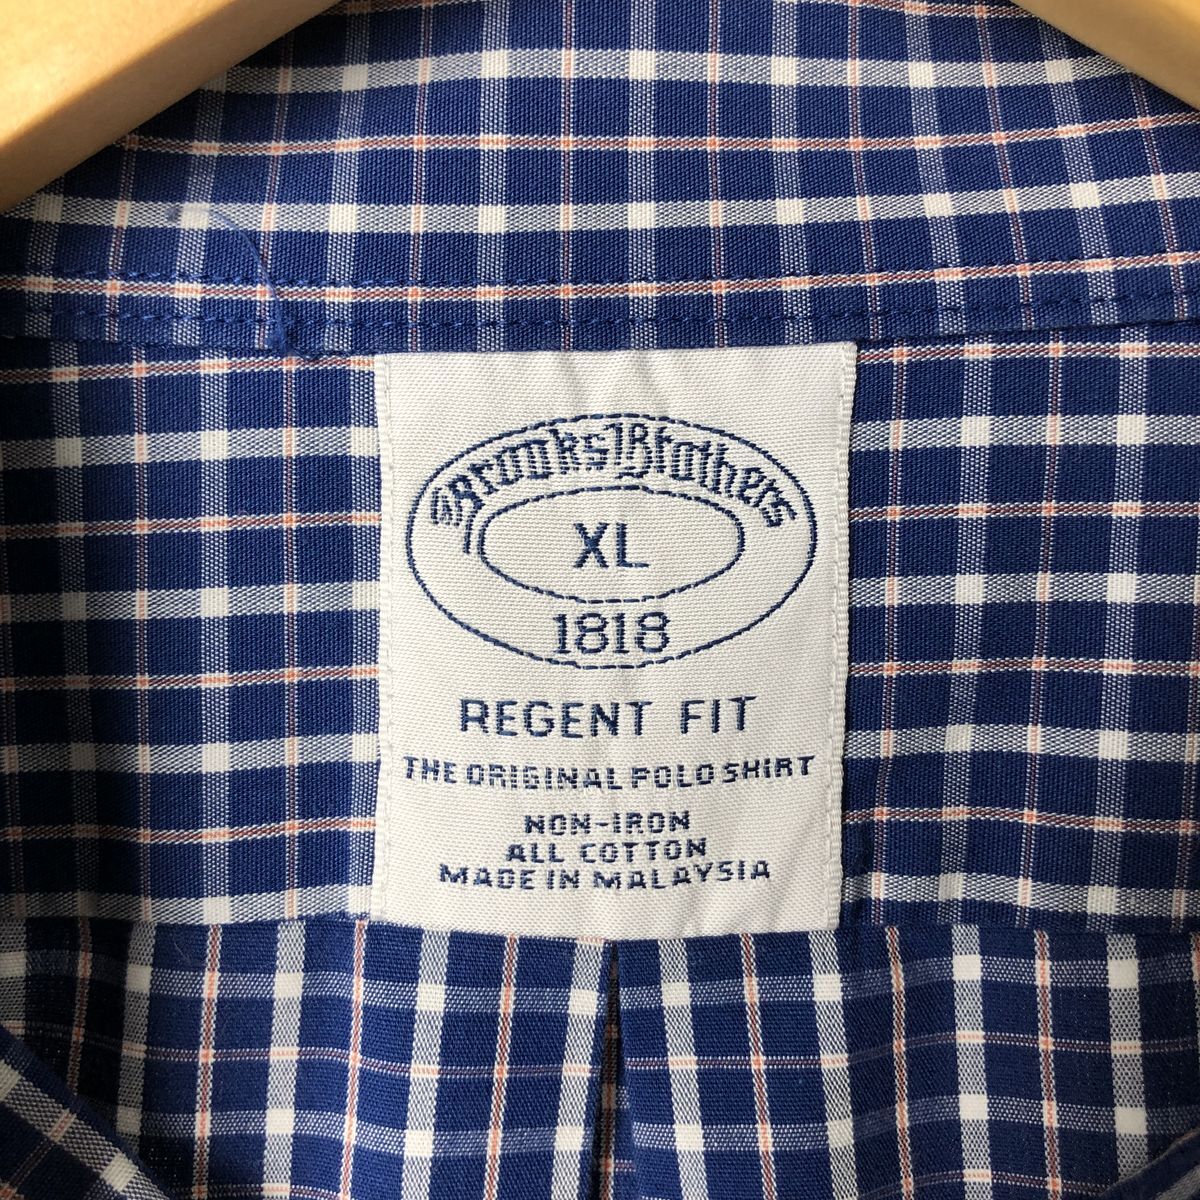 Brooks Brothers
XL
1818
REGENT FIT
THE ORIGINAL POLO SHIRT
NON-IRON
ALL COTTON
MADE IN MALAYSIA